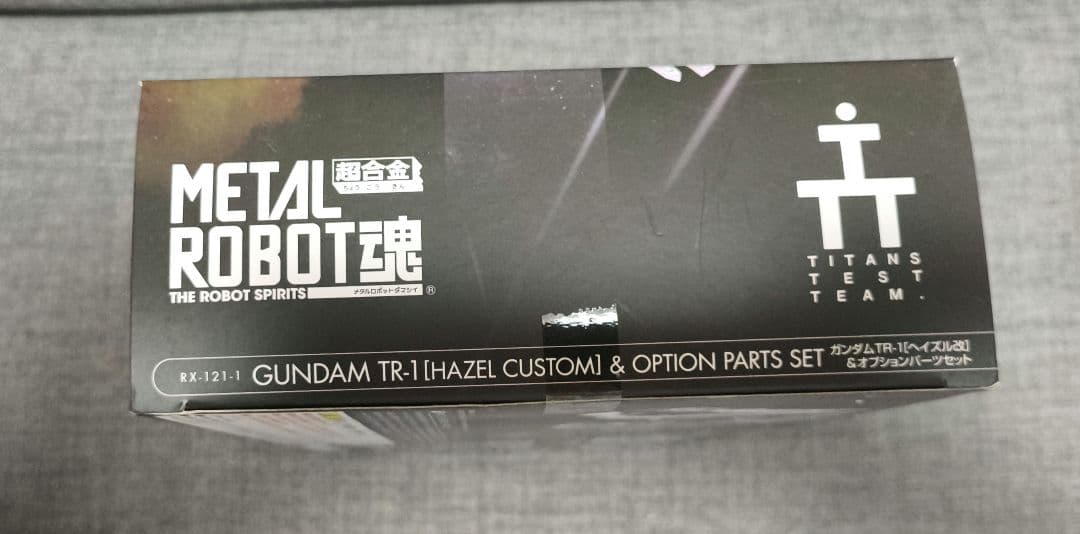 METAL
超合金
ちょう ごう きん
ROBOT魂
THE ROBOT SPIRITS
メタルロボットダマシイ
®
TITANS
TEST
TEAM.
RX-121-1 GUNDAM TR-1[HAZEL CUSTOM] & OPTION PARTS SET
ガンダムTR-1[ヘイズル改]
&オプションパーツセット